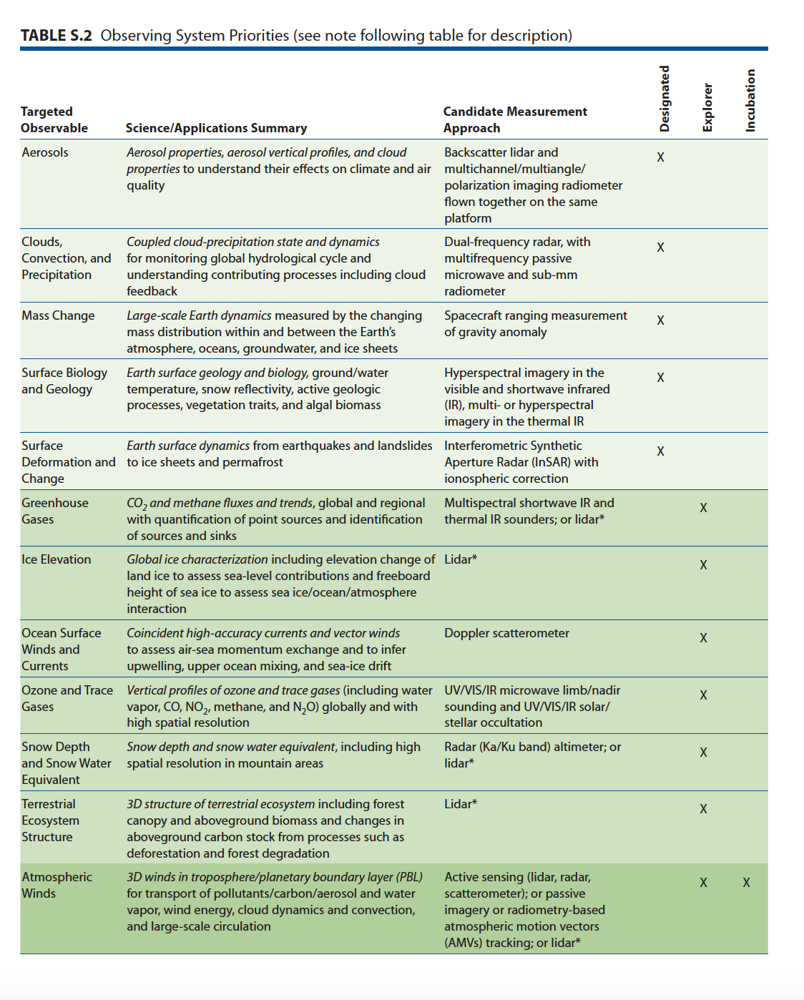 TABLE S.2 Observing System Priorities (see note following table for description)
Targeted Observable
Science/Applications Summary
Candidate Measurement Approach
Designated
Explorer
Incubation
Aerosols
Aerosol properties, aerosol vertical profiles, and cloud
properties to understand their effects on climate and air
quality
Backscatter lidar and
multichannel/multiangle/
polarization imaging radiometer
flown together on the same
platform
X
Clouds,
Convection, and
Precipitation
Coupled cloud-precipitation state and dynamics
for monitoring global hydrological cycle and
understanding contributing processes including cloud
feedback
Dual-frequency radar, with
multifrequency passive
microwave and sub-mm
radiometer
X
Mass Change
Large-scale Earth dynamics measured by the changing
mass distribution within and between the Earth's
atmosphere, oceans, groundwater, and ice sheets
Spacecraft ranging measurement
of gravity anomaly
X
Surface Biology
and Geology
Earth surface geology and biology, ground/water
temperature, snow reflectivity, active geologic
processes, vegetation traits, and algal biomass
Hyperspectral imagery in the
visible and shortwave infrared
(IR), multi- or hyperspectral
imagery in the thermal IR
X
Surface
Deformation and
Change
Earth surface dynamics from earthquakes and landslides
to ice sheets and permafrost
Interferometric Synthetic
Aperture Radar (InSAR) with
ionospheric correction
X
Greenhouse
Gases
CO₂ and methane fluxes and trends, global and regional
with quantification of point sources and identification
of sources and sinks
Multispectral shortwave IR and
thermal IR sounders; or lidar*
X
Ice Elevation
Global ice characterization including elevation change of
land ice to assess sea-level contributions and freeboard
height of sea ice to assess sea ice/ocean/atmosphere
interaction
Lidar*
X
Ocean Surface
Winds and
Currents
Coincident high-accuracy currents and vector winds
to assess air-sea momentum exchange and to infer
upwelling, upper ocean mixing, and sea-ice drift
Doppler scatterometer
X
Ozone and Trace
Gases
Vertical profiles of ozone and trace gases (including water
vapor, CO, NO₂, methane, and N₂O) globally and with
high spatial resolution
UV/VIS/IR microwave limb/nadir
sounding and UV/VIS/IR solar/
stellar occultation
X
Snow Depth
and Snow Water
Equivalent
Snow depth and snow water equivalent, including high
spatial resolution in mountain areas
Radar (Ka/Ku band) altimeter; or
lidar*
X
Terrestrial
Ecosystem
Structure
3D structure of terrestrial ecosystem including forest
canopy and aboveground biomass and changes in
aboveground carbon stock from processes such as
deforestation and forest degradation
Lidar*
X
Atmospheric
Winds
3D winds in troposphere/planetary boundary layer (PBL)
for transport of pollutants/carbon/aerosol and water
vapor, wind energy, cloud dynamics and convection,
and large-scale circulation
Active sensing (lidar, radar,
scatterometer); or passive
imagery or radiometry-based
atmospheric motion vectors
(AMVs) tracking; or lidar*
X
X